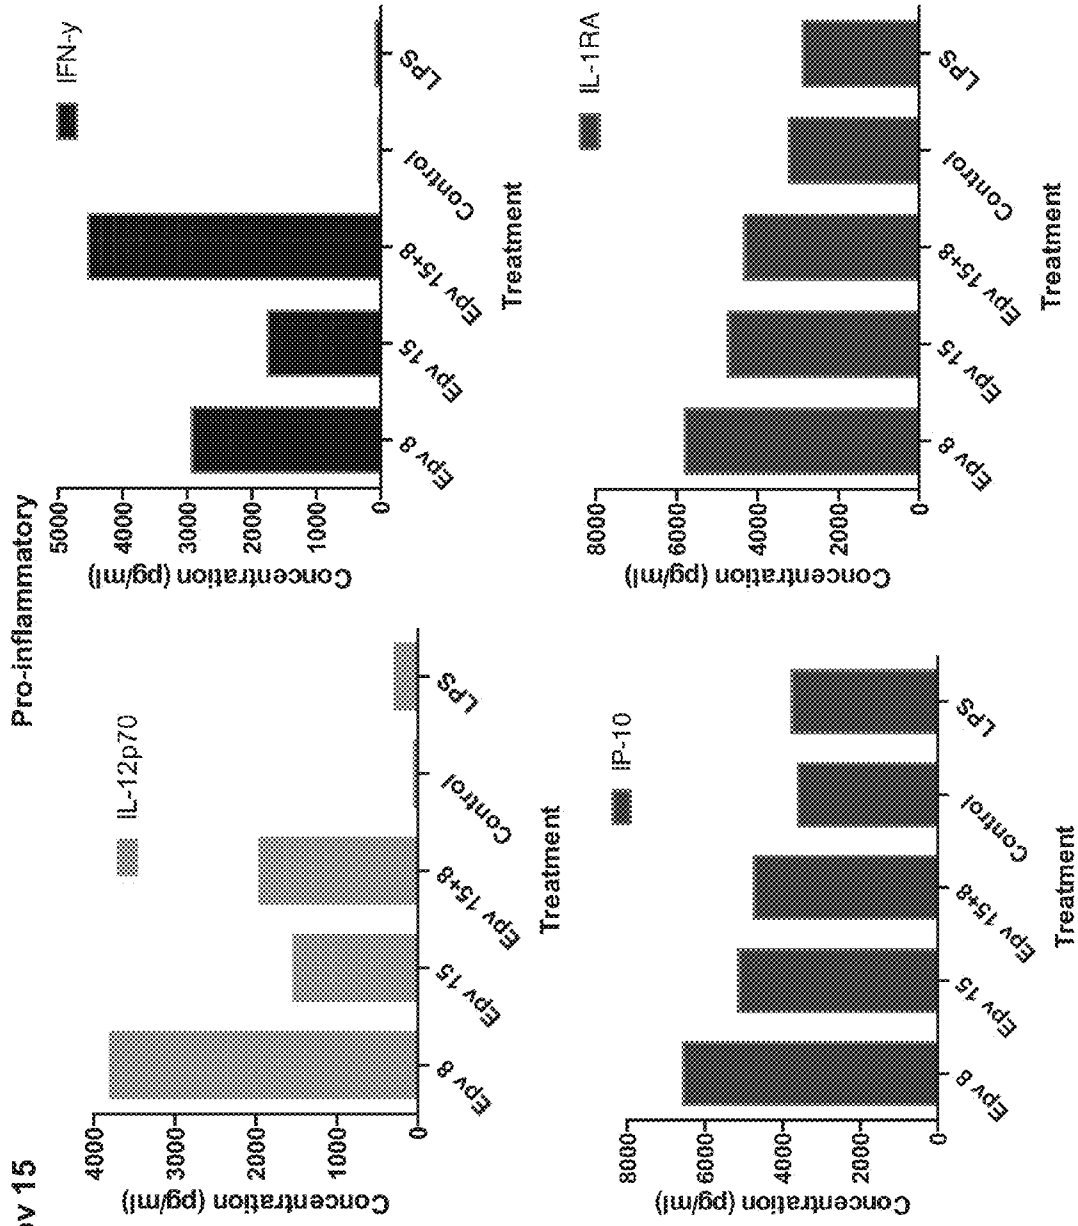 ov 15
Pro-inflammatory
IL-12p70
Concentration (pg/ml)
4000
3000
2000
1000
0
Epv 8
Epv 15
Epv 15+8
Control
LPS
Treatment
IFN-y
Concentration (pg/ml)
5000
4000
3000
2000
1000
0
Epv 8
Epv 15
Epv 15+8
Control
LPS
Treatment
IP-10
Concentration (pg/ml)
8000
6000
4000
2000
0
Epv 8
Epv 15
Epv 15+8
Control
LPS
Treatment
IL-1RA
Concentration (pg/ml)
8000
6000
4000
2000
0
Epv 8
Epv 15
Epv 15+8
Control
LPS
Treatment